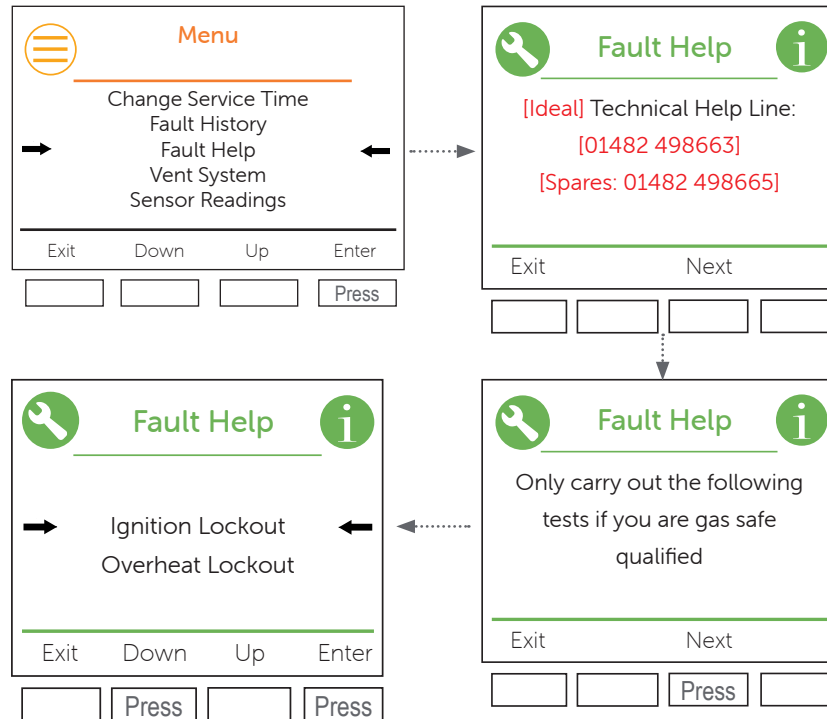 Menu
Change Service Time
Fault History
Fault Help
Vent System
Sensor Readings
Exit Down Up Enter
Press
Fault Help
[Ideal] Technical Help Line:
[01482 498663]
[Spares: 01482 498665]
Exit Next
Fault Help
Only carry out the following
tests if you are gas safe
qualified
Exit Next
Press
Fault Help
Ignition Lockout
Overheat Lockout
Exit Down Up Enter
Press Press